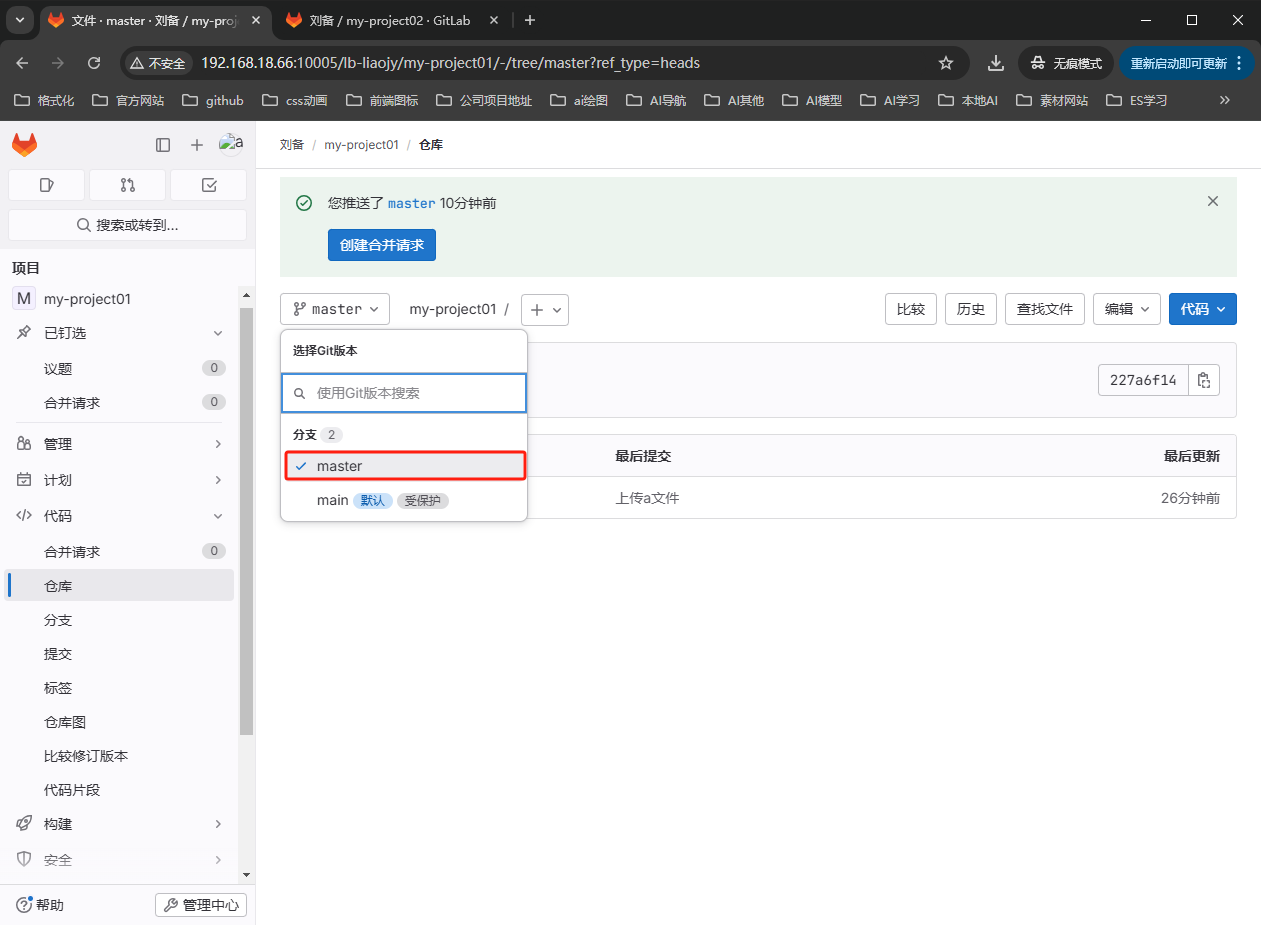 文件 · master · 刘备 / my-proj
刘备 / my-project02 · GitLab
不安全
192.168.18.66:10005/lb-liaojy/my-project01/-/tree/master?ref_type=heads
无痕模式
重新启动即可更新
格式化
官方网站
github
css动画
前端图标
公司项目地址
ai绘图
AI导航
AI其他
AI模型
AI学习
本地AI
素材网站
ES学习
a
搜索或转到...
项目
M my-project01
已钉选
议题 0
合并请求 0
管理
计划
代码
合并请求 0
仓库
分支
提交
标签
仓库图
比较修订版本
代码片段
构建
安全
帮助
管理中心
刘备 / my-project01 / 仓库
您推送了 master 10分钟前
创建合并请求
master
my-project01 /
比较
历史
查找文件
编辑
代码
选择Git版本
使用Git版本搜索
分支 2
master
main 默认 受保护
227a6f14
最后提交
最后更新
上传a文件
26分钟前